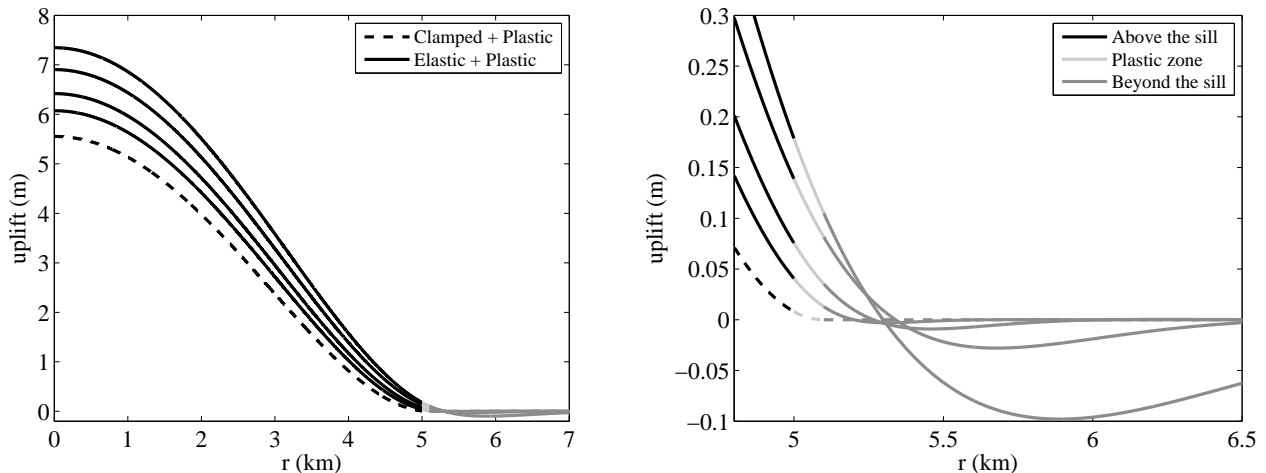 8
7
6
5
4
3
2
1
0
uplift (m)
0 1 2 3 4 5 6 7
r (km)
Clamped + Plastic
Elastic + Plastic
0.3
0.25
0.2
0.15
0.1
0.05
0
−0.05
−0.1
uplift (m)
5 5.5 6 6.5
r (km)
Above the sill
Plastic zone
Beyond the sill